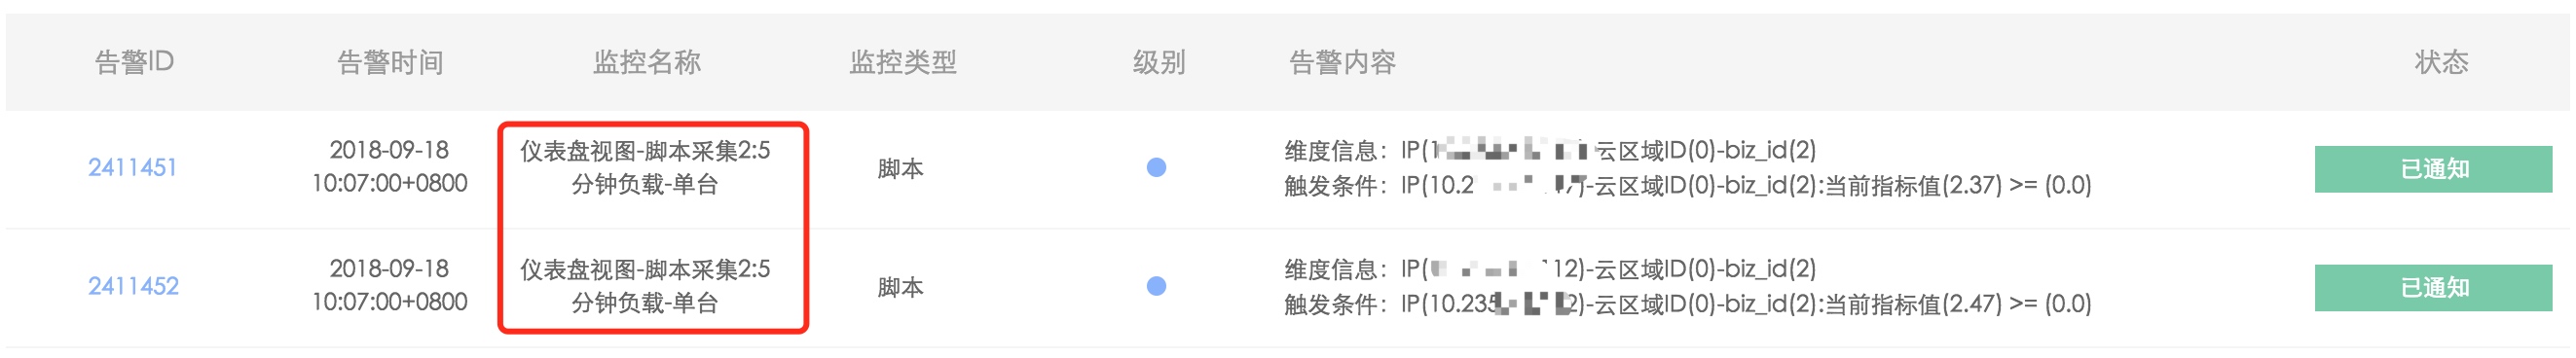 告警ID 告警时间 监控名称 监控类型 级别 告警内容 状态
2411451
2018-09-18
10:07:00+0800
仪表盘视图-脚本采集2:5
分钟负载-单台
脚本
维度信息：IP(1 云区域ID(0)-biz_id(2)
触发条件：IP(10.2 17)-云区域ID(0)-biz_id(2):当前指标值(2.37) >= (0.0)
已通知
2411452
2018-09-18
10:07:00+0800
仪表盘视图-脚本采集2:5
分钟负载-单台
脚本
维度信息：IP( 112)-云区域ID(0)-biz_id(2)
触发条件：IP(10.235 2)-云区域ID(0)-biz_id(2):当前指标值(2.47) >= (0.0)
已通知